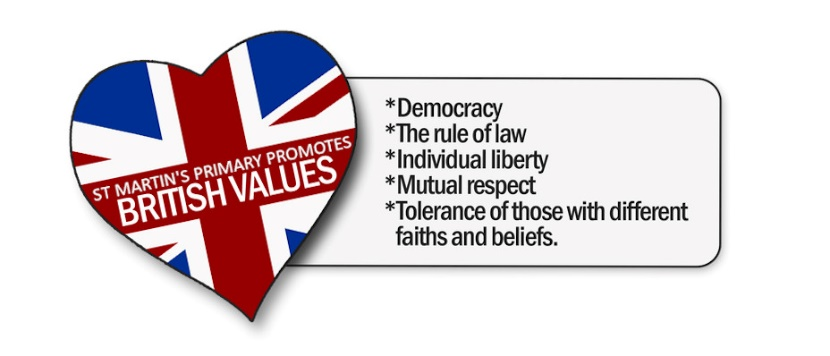 ST MARTIN'S PRIMARY PROMOTES
BRITISH VALUES
*Democracy
*The rule of law
*Individual liberty
*Mutual respect
*Tolerance of those with different
faiths and beliefs.